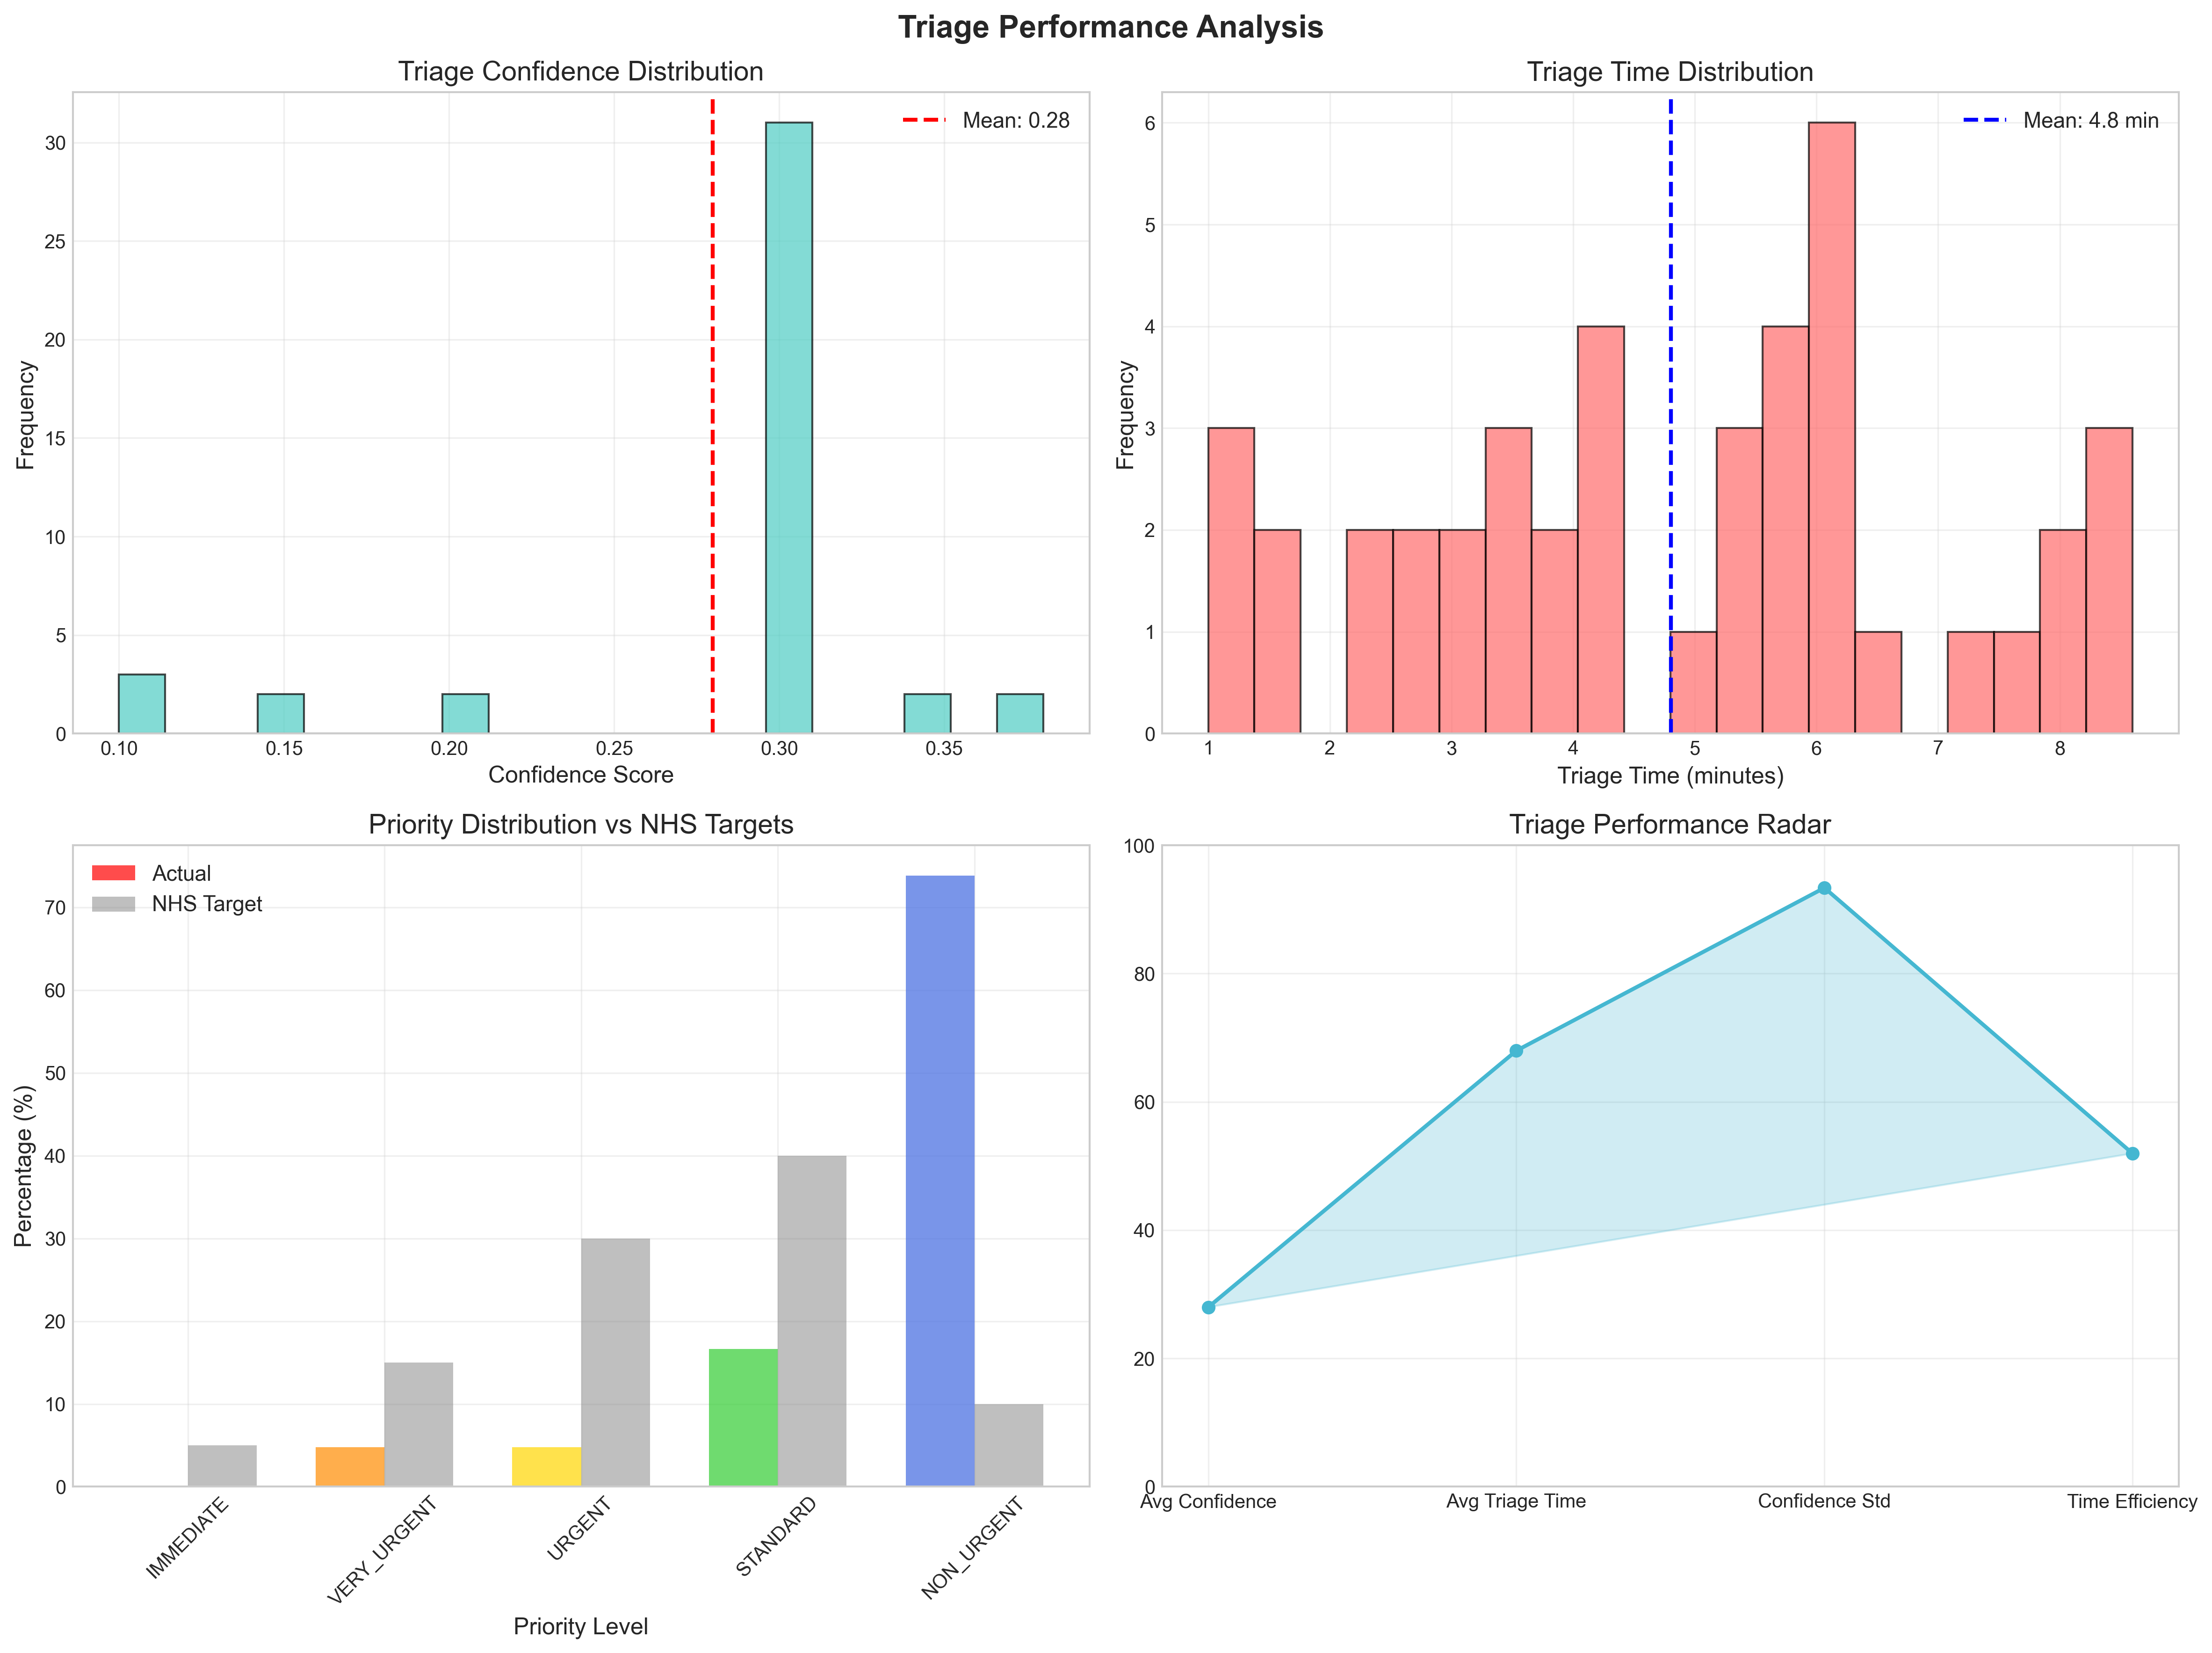 Triage Performance Analysis
Triage Confidence Distribution
Mean: 0.28
Frequency
30
25
20
15
10
5
0
0.10 0.15 0.20 0.25 0.30 0.35
Confidence Score
Triage Time Distribution
Mean: 4.8 min
Frequency
6
5
4
3
2
1
0
1 2 3 4 5 6 7 8
Triage Time (minutes)
Priority Distribution vs NHS Targets
Actual
NHS Target
Percentage (%)
70
60
50
40
30
20
10
0
IMMEDIATE
VERY_URGENT
URGENT
STANDARD
NON_URGENT
Priority Level
Triage Performance Radar
100
80
60
40
20
0
Avg Confidence Avg Triage Time Confidence Std Time Efficiency